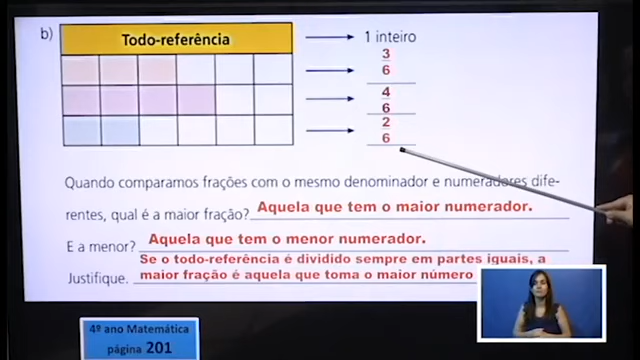 b)
Todo-referência
1 inteiro
3
6
4
6
2
6
Quando comparamos frações com o mesmo denominador e numeradores dife-
rentes, qual é a maior fração? Aquela que tem o maior numerador.
E a menor? Aquela que tem o menor numerador.
Se o todo-referência é dividido sempre em partes iguais, a
Justifique. maior fração é aquela que toma o maior número
4º ano Matemática
página 201